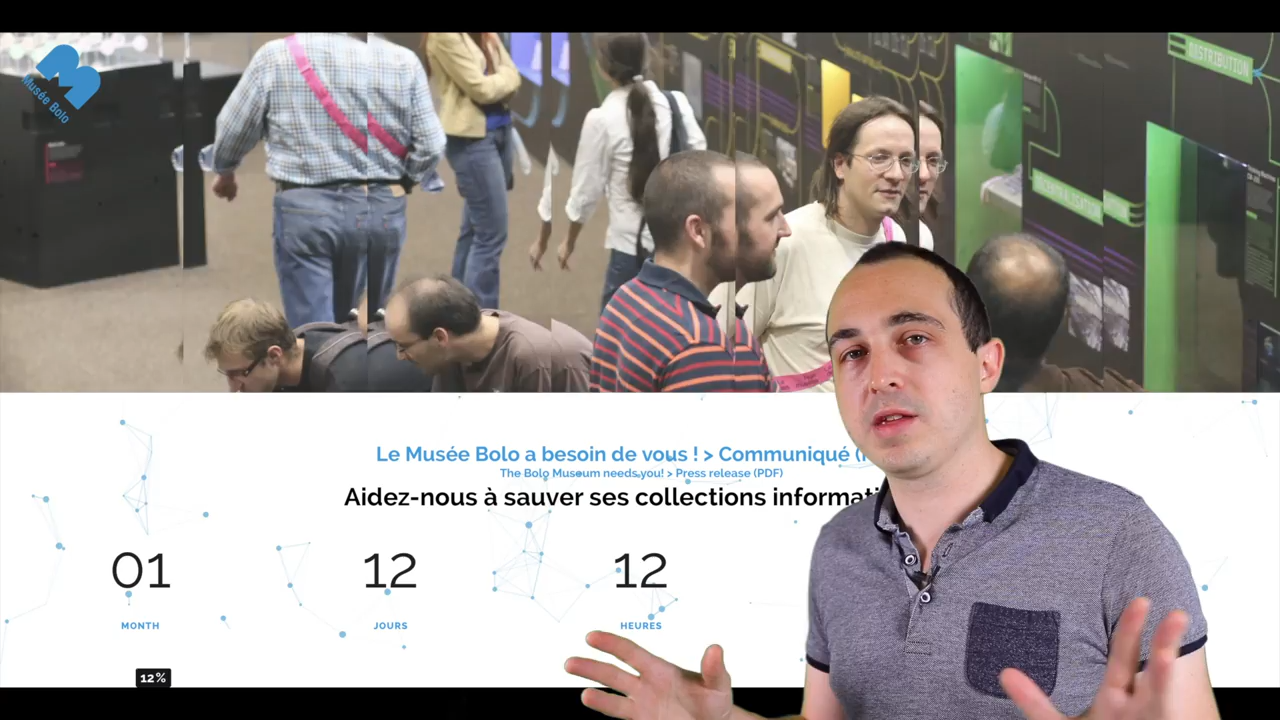 Musée Bolo
DISTRIBUTION
DÉCENTRALISATION
Le Musée Bolo a besoin de vous ! > Communiqué
The Bolo Museum needs you! > Press release (PDF)
Aidez-nous à sauver ses collections
01
12
12
MONTH
JOURS
HEURES
12%